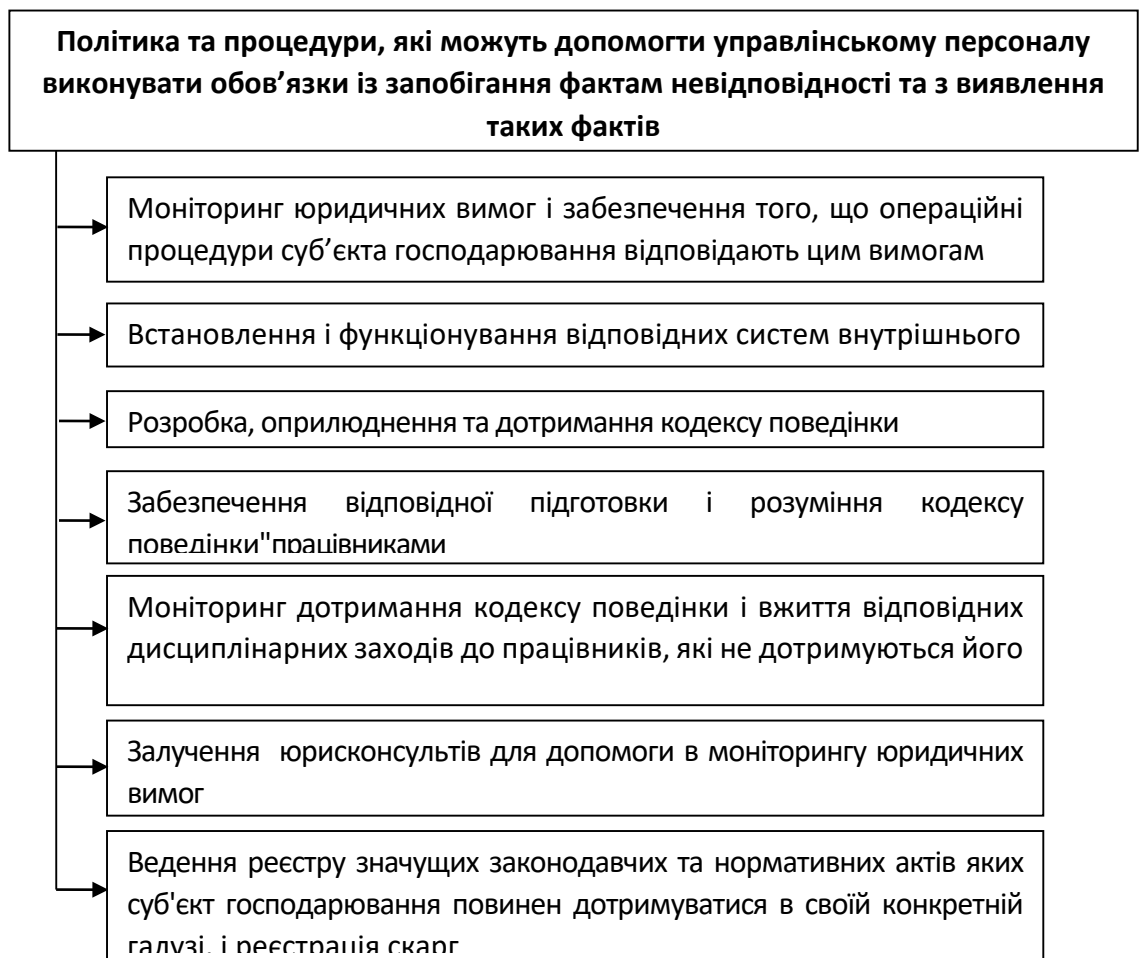 Політика та процедури, які можуть допомогти управлінському персоналу
виконувати обов’язки із запобігання фактам невідповідності та з виявлення
таких фактів
Моніторинг юридичних вимог і забезпечення того, що операційні
процедури суб’єкта господарювання відповідають цим вимогам
Встановлення і функціонування відповідних систем внутрішнього
Розробка, оприлюднення та дотримання кодексу поведінки
Забезпечення відповідної підготовки і розуміння кодексу
поведінки"працівниками
Моніторинг дотримання кодексу поведінки і вжиття відповідних
дисциплінарних заходів до працівників, які не дотримуються його
Залучення юрисконсультів для допомоги в моніторингу юридичних
вимог
Ведення реєстру значущих законодавчих та нормативних актів яких
суб'єкт господарювання повинен дотримуватися в своїй конкретній
галузі, і реєстрація скарг